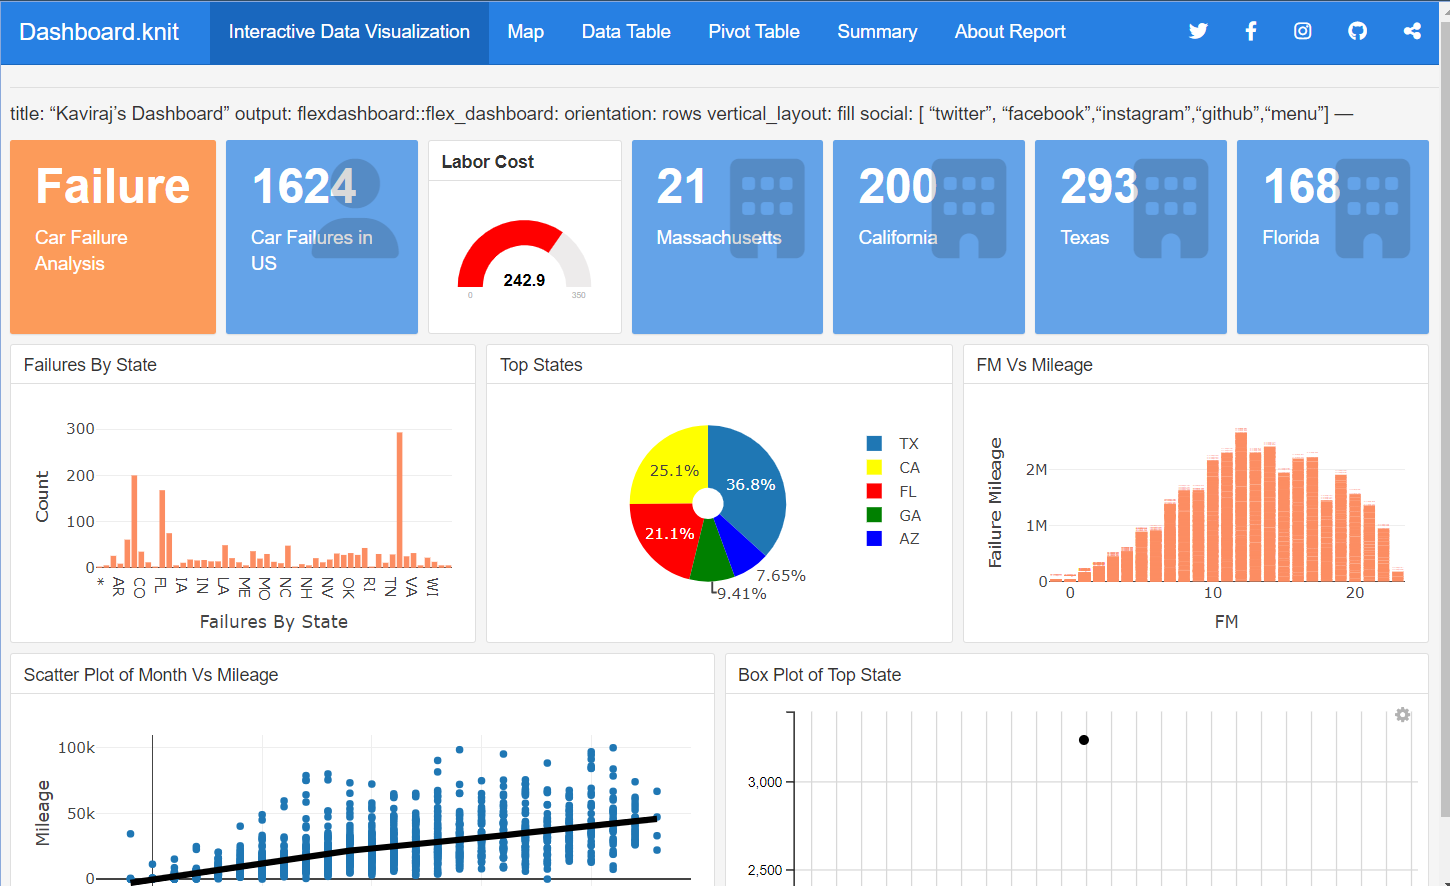 Dashboard.knit Interactive Data Visualization Map Data Table Pivot Table Summary About Report
title: “Kaviraj’s Dashboard” output: flexdashboard::flex_dashboard: orientation: rows vertical_layout: fill social: [ “twitter”, “facebook”,“instagram”,“github”,“menu”] —
Failure
Car Failure
Analysis
1624
Car Failures in
US
Labor Cost
242.9
0 350
21
Massachusetts
200
California
293
Texas
168
Florida
Failures By State
300
200
100
0
Count
* AR CO FL IA IN LA ME MO NC NH NV OK RI TN VA WI
Failures By State
Top States
25.1%
36.8%
21.1%
7.65%
9.41%
TX
CA
FL
GA
AZ
FM Vs Mileage
Failure Mileage
2M
1M
0
0 10 20
FM
Scatter Plot of Month Vs Mileage
Mileage
100k
50k
0
Box Plot of Top State
3,000
2,500